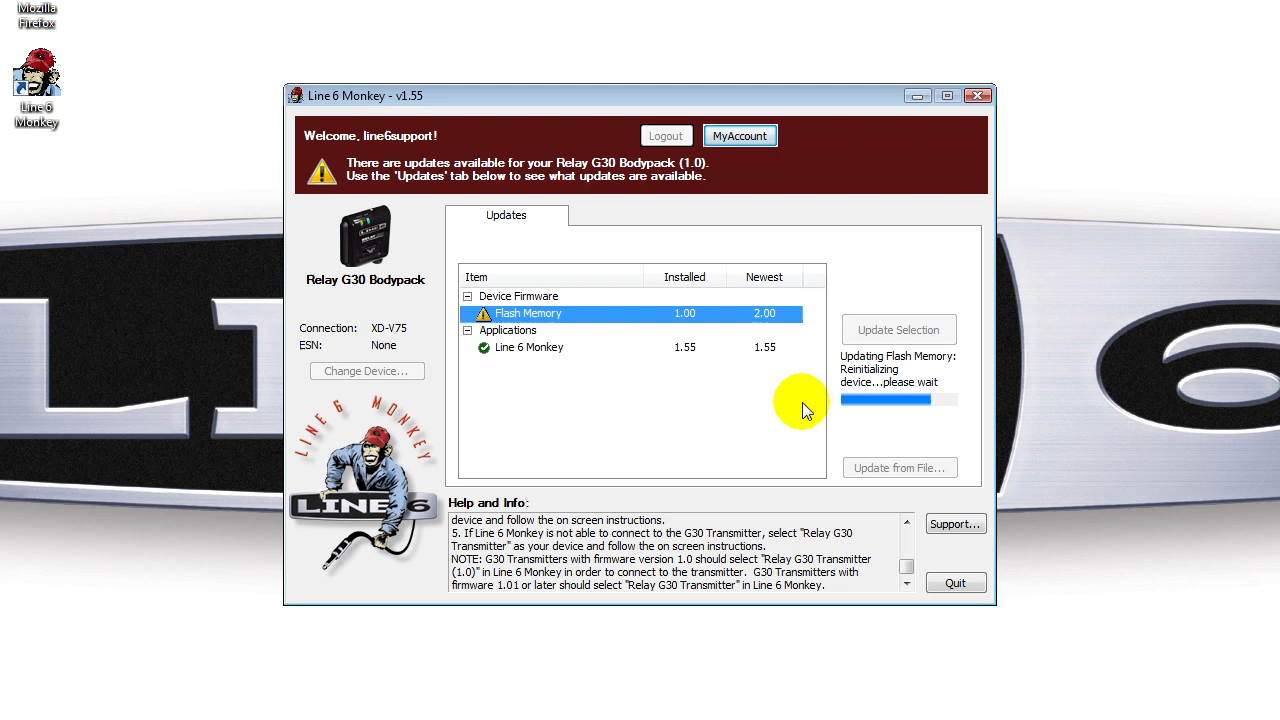 Mozilla
Firefox
Line 6
Monkey
Line 6 Monkey - v1.55
Welcome, line6support!
Logout
MyAccount
There are updates available for your Relay G30 Bodypack (1.0).
Use the 'Updates' tab below to see what updates are available.
Relay G30 Bodypack
Connection: XD-V75
ESN: None
Change Device...
LINE 6 MONKEY
LINE 6
Updates
Item Installed Newest
Device Firmware
Flash Memory 1.00 2.00
Applications
Line 6 Monkey 1.55 1.55
Update Selection
Updating Flash Memory:
Reinitializing
device...please wait
Update from File...
Help and Info:
device and follow the on screen instructions.
5. If Line 6 Monkey is not able to connect to the G30 Transmitter, select "Relay G30
Transmitter" as your device and follow the on screen instructions.
NOTE: G30 Transmitters with firmware version 1.0 should select "Relay G30 Transmitter
(1.0)" in Line 6 Monkey in order to connect to the transmitter.  G30 Transmitters with
firmware 1.01 or later should select "Relay G30 Transmitter" in Line 6 Monkey.
Support...
Quit